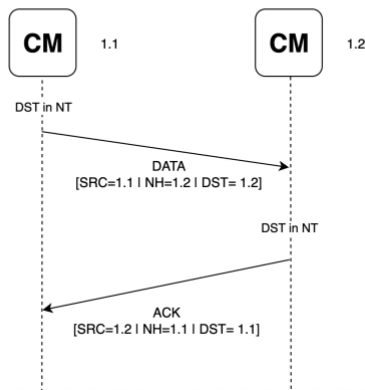 CM 1.1 CM 1.2
DST in NT
DATA
[SRC=1.1 | NH=1.2 | DST= 1.2]
DST in NT
ACK
[SRC=1.2 | NH=1.1 | DST= 1.1]